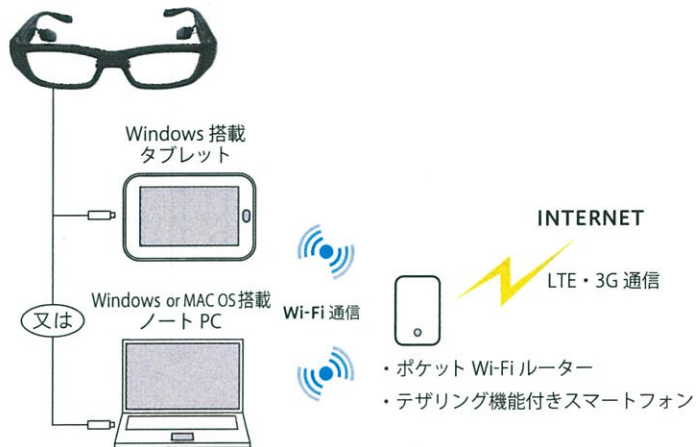 Windows 搭載
タブレット
又は
Windows or MAC OS搭載
ノート PC
Wi-Fi 通信
INTERNET
LTE・3G 通信
・ポケット Wi-Fi ルーター
・テザリング機能付きスマートフォン